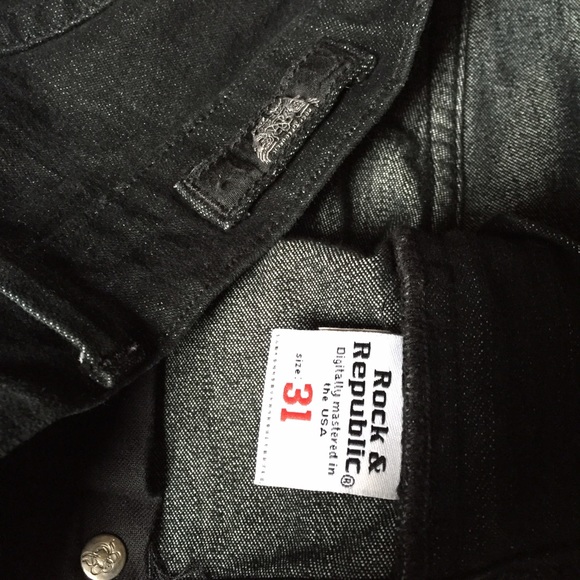 Rock &
Republic®
Digitally mastered in
the USA
size: 31